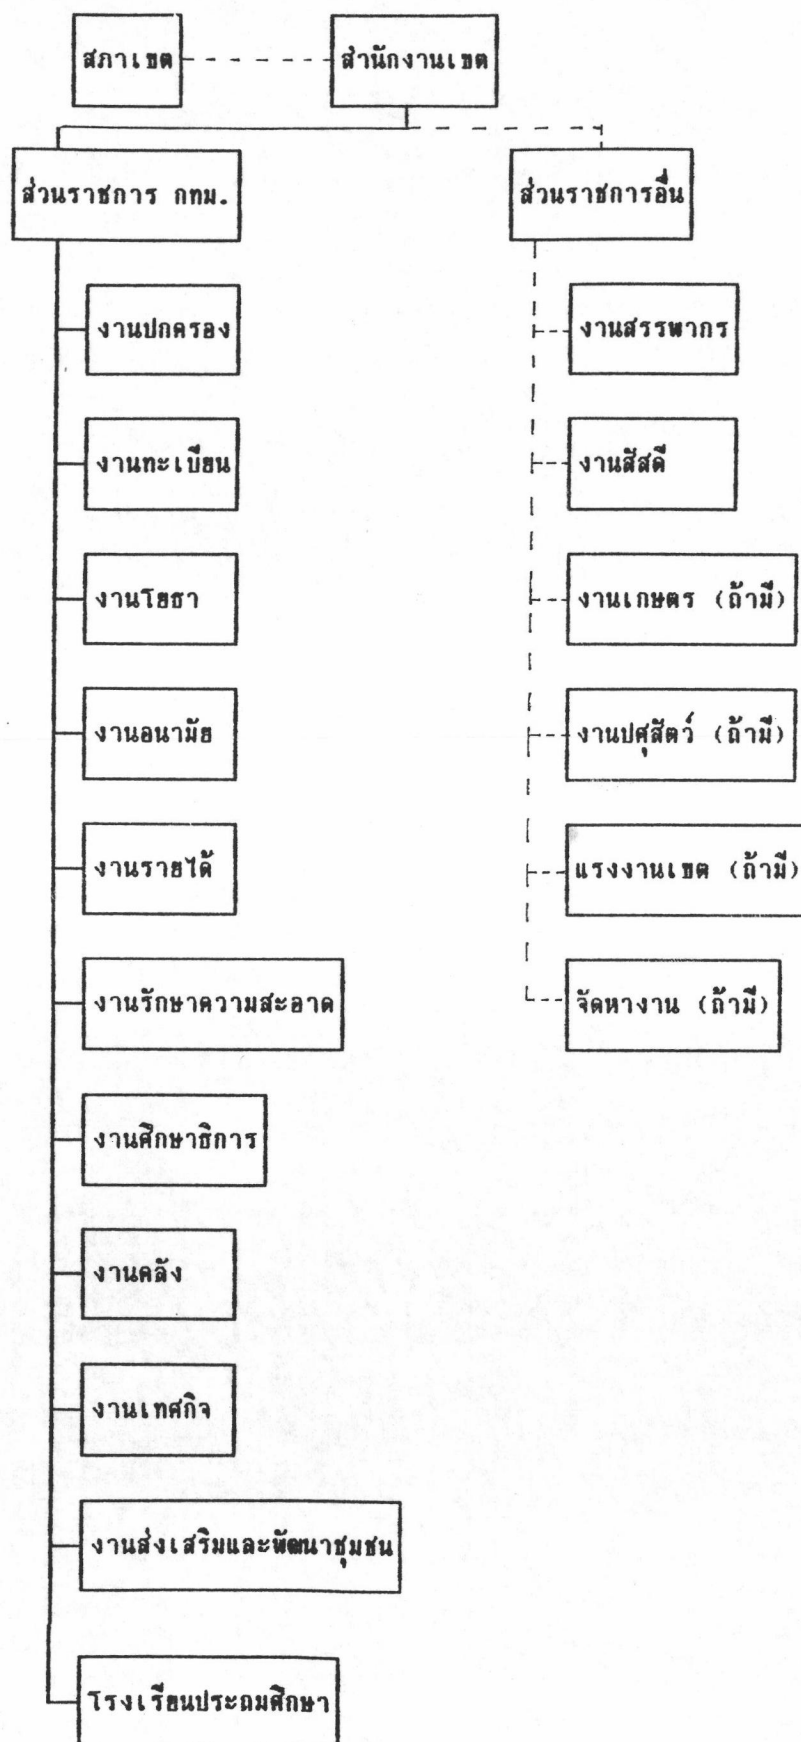 สภาเขต
สำนักงานเขต
ส่วนราชการ กทม.
ส่วนราชการอื่น
งานปกครอง
งานทะเบียน
งานโยธา
งานอนามัย
งานรายได้
งานรักษาความสะอาด
งานศึกษาธิการ
งานคลัง
งานเทศกิจ
งานส่งเสริมและพัฒนาชุมชน
โรงเรียนประถมศึกษา
งานสรรพากร
งานสัสดี
งานเกษตร (ถ้ามี)
งานปศุสัตว์ (ถ้ามี)
แรงงานเขต (ถ้ามี)
จัดหางาน (ถ้ามี)